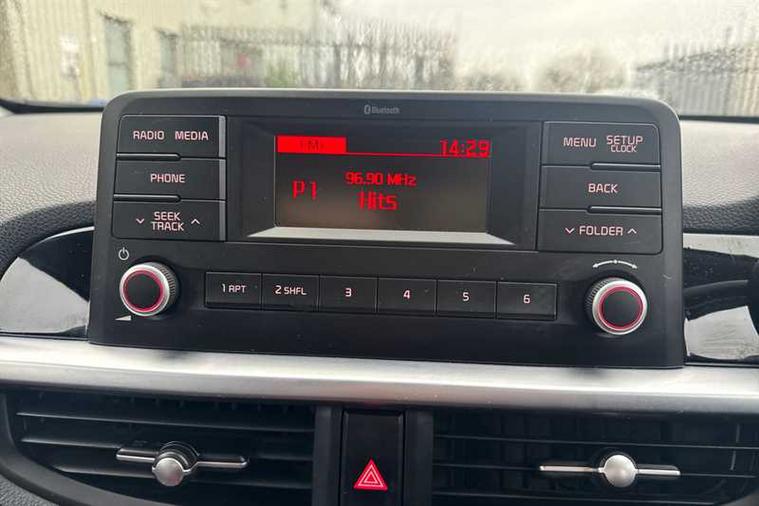 Bluetooth
RADIO MEDIA
PHONE
SEEK
TRACK
FM1 14:29
96.90 MHz
P1 Hits
MENU SETUP
CLOCK
BACK
FOLDER
1 RPT 2 SHFL 3 4 5 6